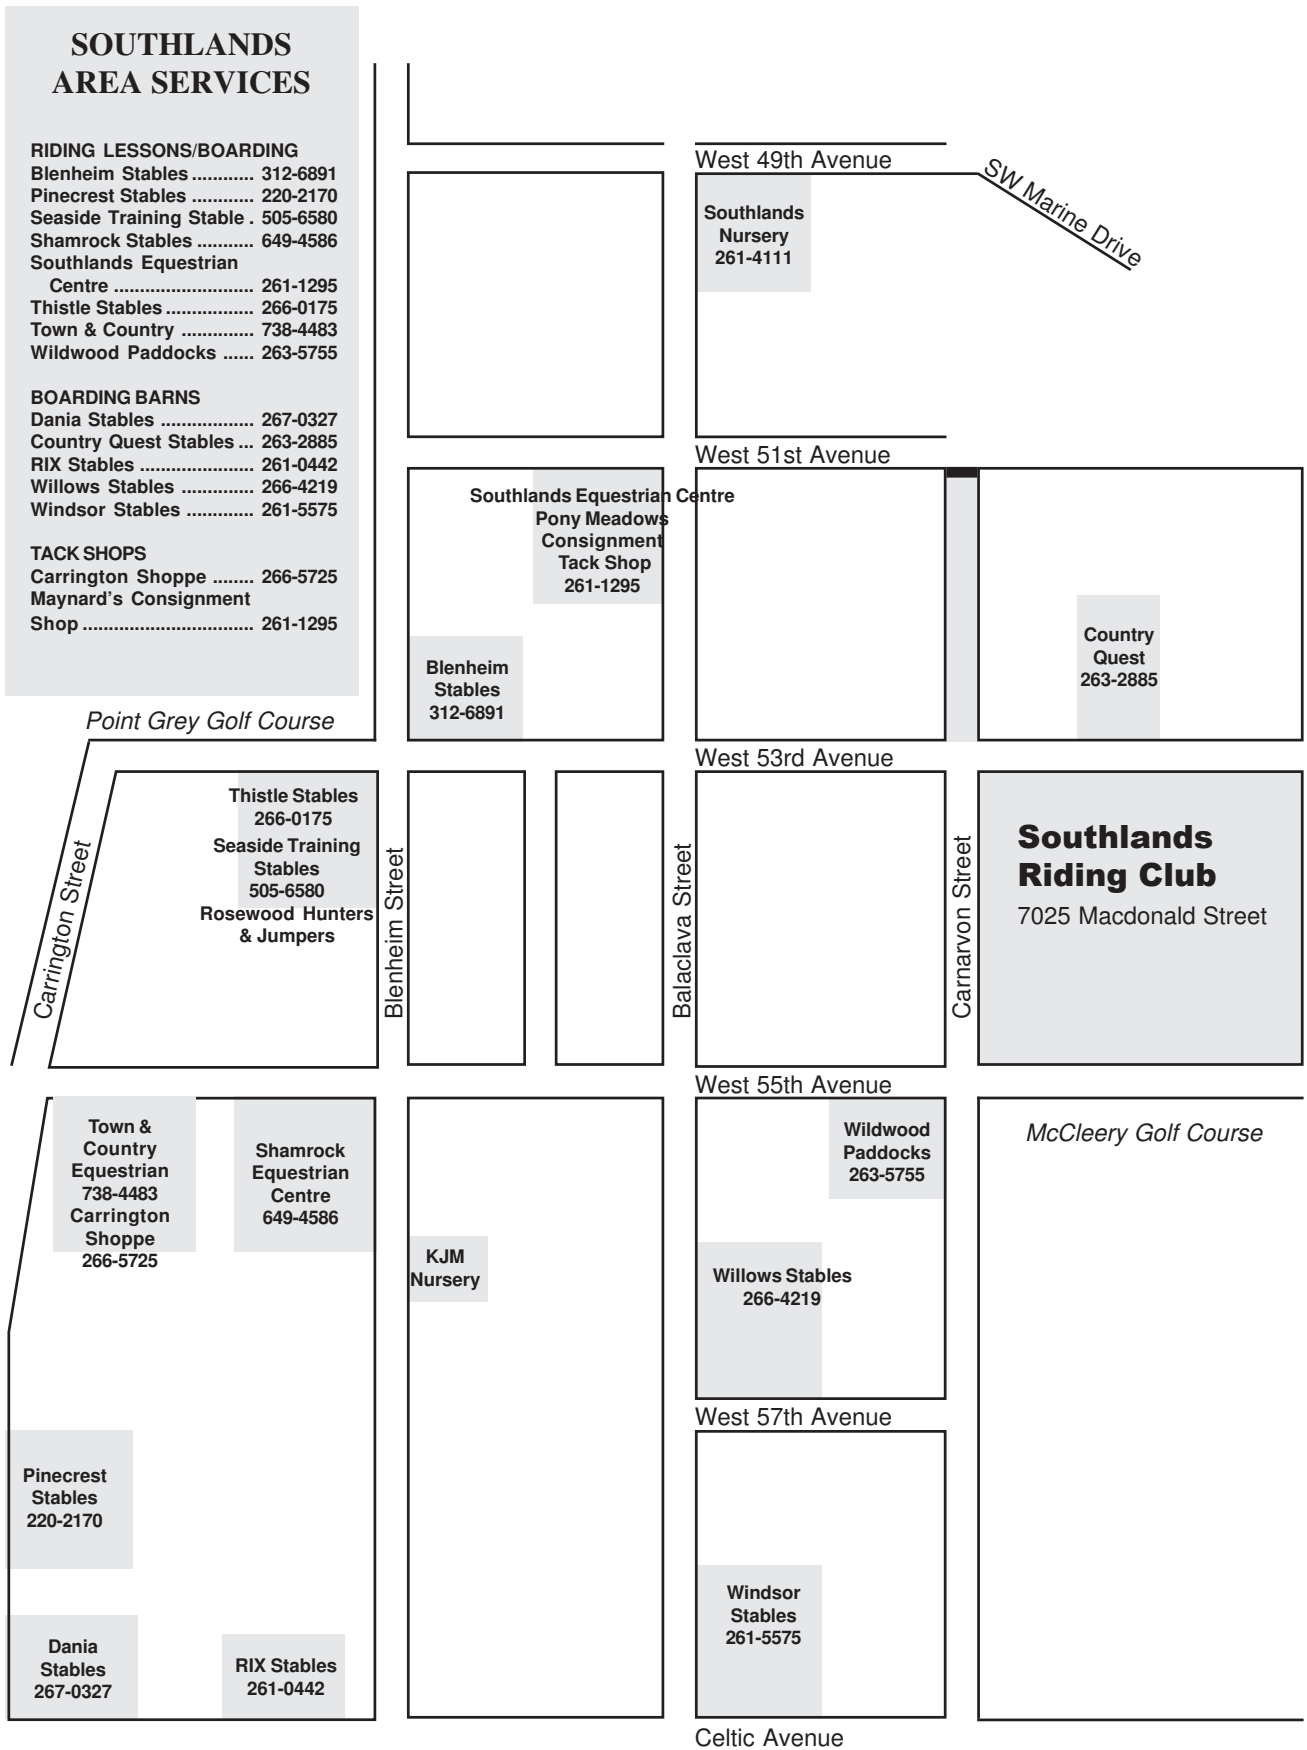 SOUTHLANDS
AREA SERVICES
RIDING LESSONS/BOARDING
Blenheim Stables ............ 312-6891
Pinecrest Stables ............ 220-2170
Seaside Training Stable . 505-6580
Shamrock Stables ........... 649-4586
Southlands Equestrian
Centre ........................... 261-1295
Thistle Stables ................. 266-0175
Town & Country .............. 738-4483
Wildwood Paddocks ...... 263-5755
BOARDING BARNS
Dania Stables .................. 267-0327
Country Quest Stables ... 263-2885
RIX Stables ...................... 261-0442
Willows Stables .............. 266-4219
Windsor Stables ............. 261-5575
TACK SHOPS
Carrington Shoppe ........ 266-5725
Maynard's Consignment
Shop ................................. 261-1295
West 49th Avenue
SW Marine Drive
Southlands
Nursery
261-4111
West 51st Avenue
Southlands Equestrian Centre
Pony Meadows
Consignment
Tack Shop
261-1295
Blenheim
Stables
312-6891
Country
Quest
263-2885
Point Grey Golf Course
West 53rd Avenue
Carrington Street
Thistle Stables
266-0175
Seaside Training
Stables
505-6580
Rosewood Hunters
& Jumpers
Blenheim Street
Balaclava Street
Carnarvon Street
Southlands
Riding Club
7025 Macdonald Street
West 55th Avenue
Town &
Country
Equestrian
738-4483
Carrington
Shoppe
266-5725
Shamrock
Equestrian
Centre
649-4586
KJM
Nursery
Wildwood
Paddocks
263-5755
McCleery Golf Course
Willows Stables
266-4219
West 57th Avenue
Pinecrest
Stables
220-2170
Dania
Stables
267-0327
RIX Stables
261-0442
Windsor
Stables
261-5575
Celtic Avenue